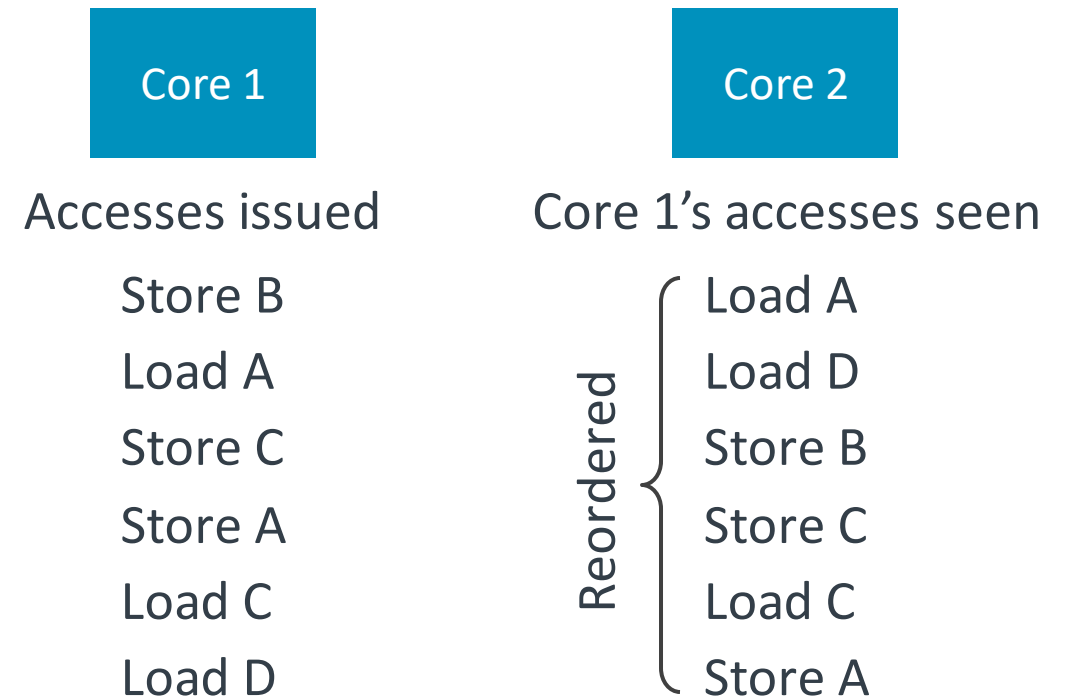 Core 1
Accesses issued
Store B
Load A
Store C
Store A
Load C
Load D
Core 2
Core 1’s accesses seen
Reordered
Load A
Load D
Store B
Store C
Load C
Store A